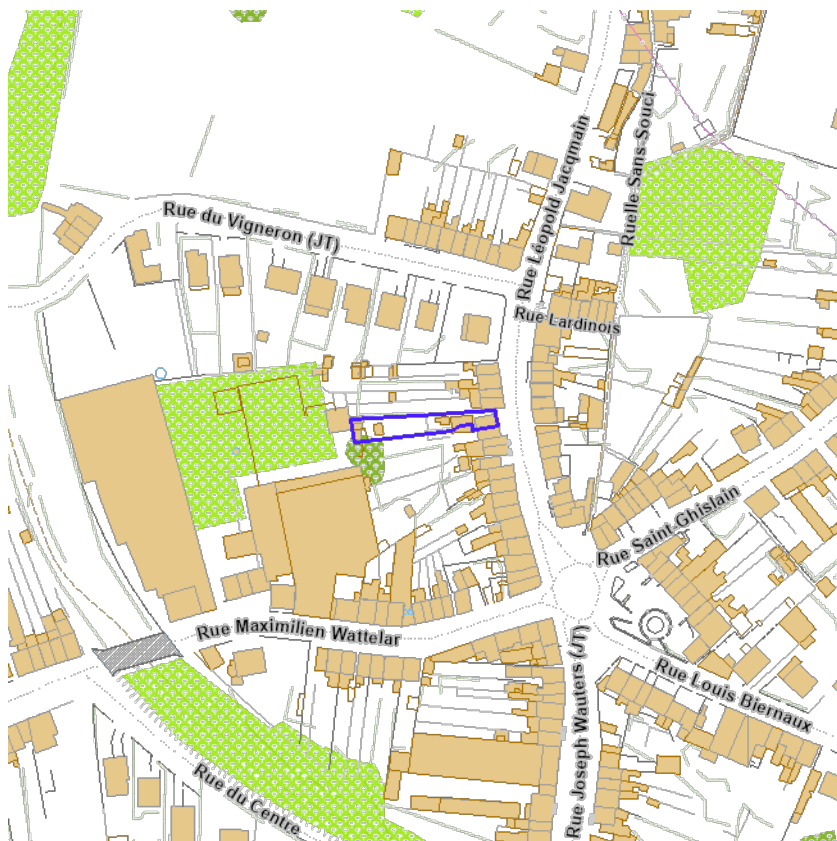 Rue Léopold Jacqmain
Ruelle Sans-Souci
Rue du Vigneron (JT)
Rue Lardinois
Rue Saint-Ghislain
Rue Maximilien Wattelar
Rue Louis Biernaux
Rue Joseph Wauters (JT)
Rue du Centre